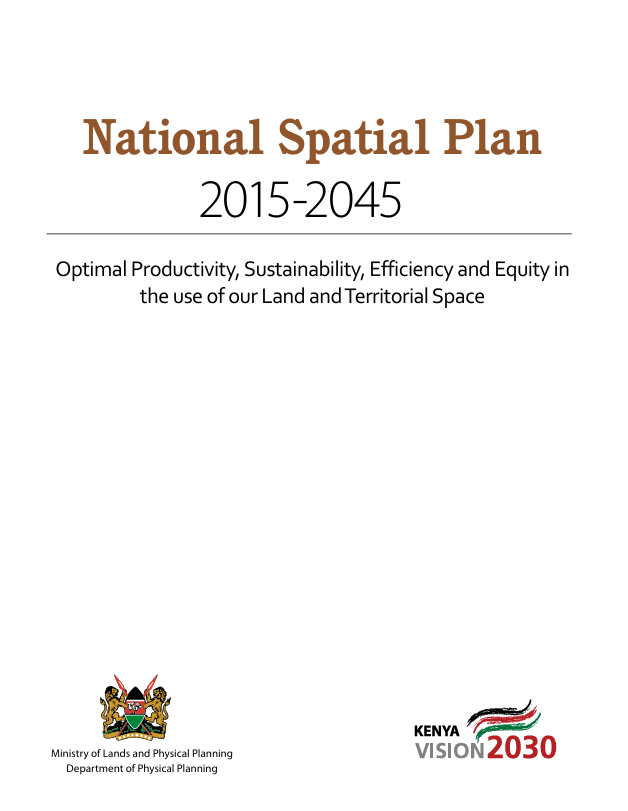 National Spatial Plan
2015-2045
Optimal Productivity, Sustainability, Efficiency and Equity in
the use of our Land and Territorial Space
Ministry of Lands and Physical Planning
Department of Physical Planning
KENYA
VISION 2030